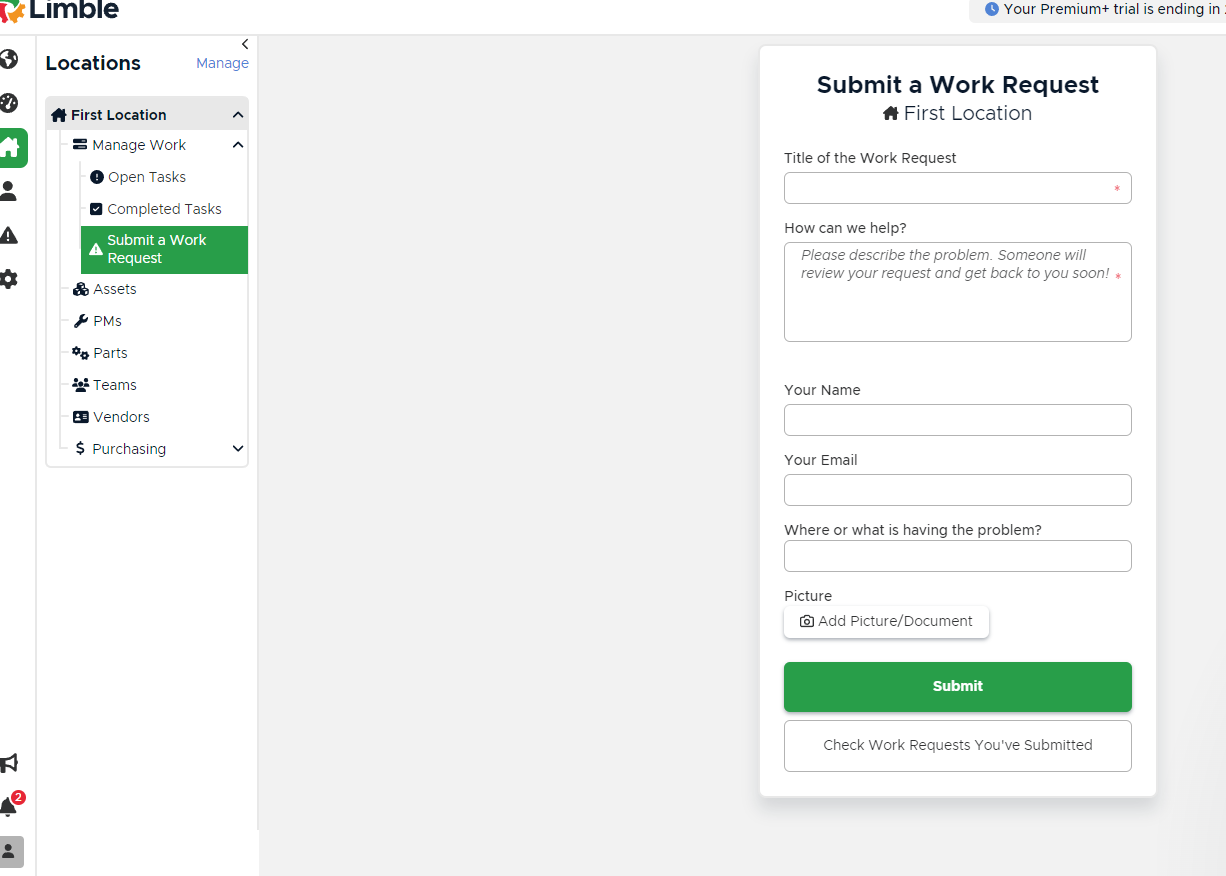 Limble
Your Premium+ trial is ending in
Locations
Manage
First Location
Manage Work
Open Tasks
Completed Tasks
Submit a Work
Request
Assets
PMs
Parts
Teams
Vendors
Purchasing
2
Submit a Work Request
First Location
Title of the Work Request
*
How can we help?
Please describe the problem. Someone will
review your request and get back to you soon! *
Your Name
Your Email
Where or what is having the problem?
Picture
Add Picture/Document
Submit
Check Work Requests You've Submitted